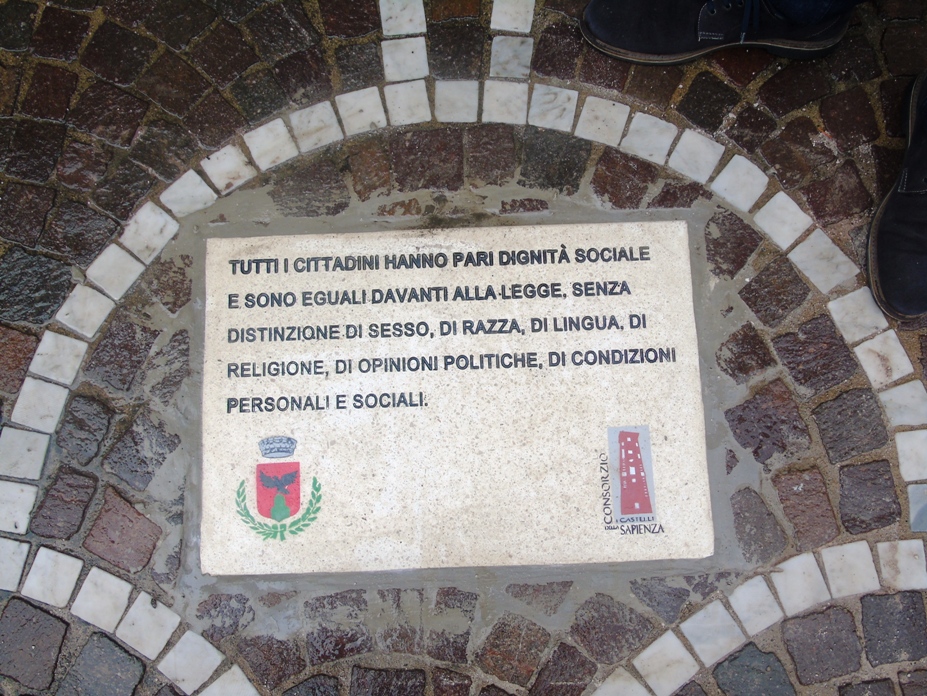 TUTTI I CITTADINI HANNO PARI DIGNITÀ SOCIALE
E SONO EGUALI DAVANTI ALLA LEGGE, SENZA
DISTINZIONE DI SESSO, DI RAZZA, DI LINGUA, DI
RELIGIONE, DI OPINIONI POLITICHE, DI CONDIZIONI
PERSONALI E SOCIALI.
CONSORZIO
I CASTELLI
DELLA SAPIENZA